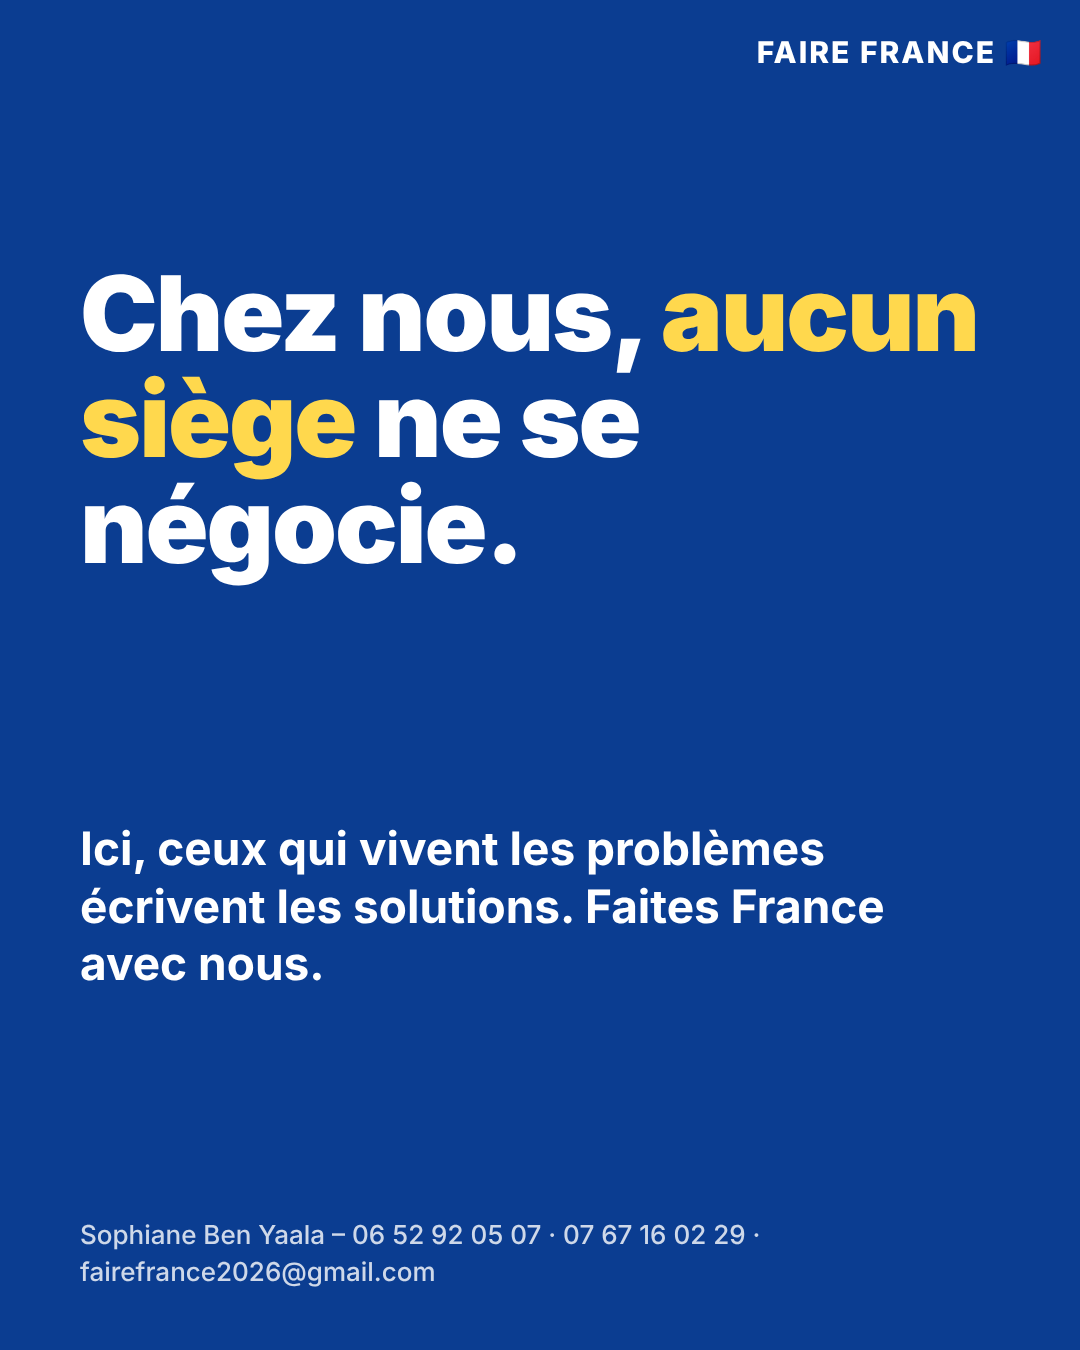 FAIRE FRANCE 🇫🇷
Chez nous, aucun
siège ne se
négocie.
Ici, ceux qui vivent les problèmes
écrivent les solutions. Faites France
avec nous.
Sophiane Ben Yaala – 06 52 92 05 07 · 07 67 16 02 29 ·
fairefrance2026@gmail.com